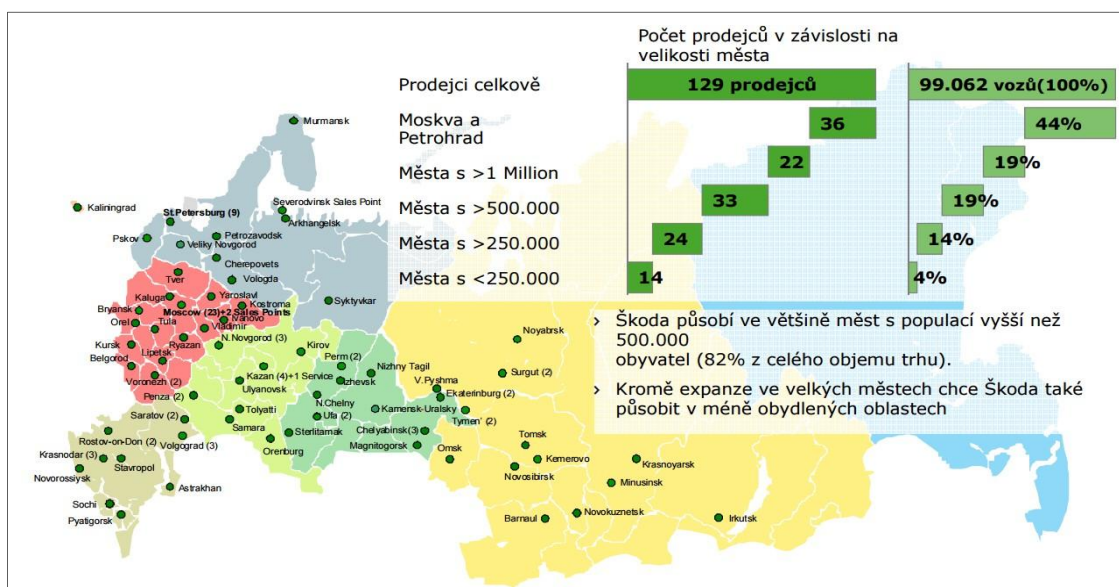 Počet prodejců v závislosti na
velikosti města
Prodejci celkově
129 prodejců
99.062 vozů(100%)
Moskva a
Petrohrad
36
44%
Města s >1 Million
22
19%
Města s >500.000
33
19%
Města s >250.000
24
14%
Města s <250.000
14
4%
› Škoda působí ve většině měst s populací vyšší než
500.000
obyvatel (82% z celého objemu trhu).
› Kromě expanze ve velkých městech chce Škoda také
působit v méně obydlených oblastech
Murmansk
Kaliningrad
St.Petersburg (9)
Severodvinsk Sales Point
Arkhangelsk
Pskov
Petrozavodsk
Veliky Novgorod
Cherepovets
Vologda
Tver
Syktyvkar
Kaluga
Yaroslavl
Kostroma
Bryansk
Moscow (23)+2 Sales Points
Ivanovo
Orel
Tula
Vladimir
Kursk
Ryazan
N.Novgorod (3)
Kirov
Belgorod
Lipetsk
Perm (2)
Voronezh (2)
Kazan (4)+1 Service
Izhevsk
Nizhny Tagil
Ulyanovsk
V.Pyshma
Ekaterinburg (2)
Penza (2)
N.Chelny
Kamensk-Uralsky
Saratov (2)
Tolyatti
Ufa (2)
Tymen' (2)
Rostov-on-Don (2)
Samara
Sterlitamak
Chelyabinsk(3)
Volgograd (3)
Magnitogorsk
Orenburg
Krasnodar (3)
Stavropol
Novorossiysk
Astrakhan
Sochi
Pyatigorsk
Noyabrsk
Surgut (2)
Omsk
Tomsk
Kemerovo
Novosibirsk
Krasnoyarsk
Minusinsk
Barnaul
Novokuznetsk
Irkutsk